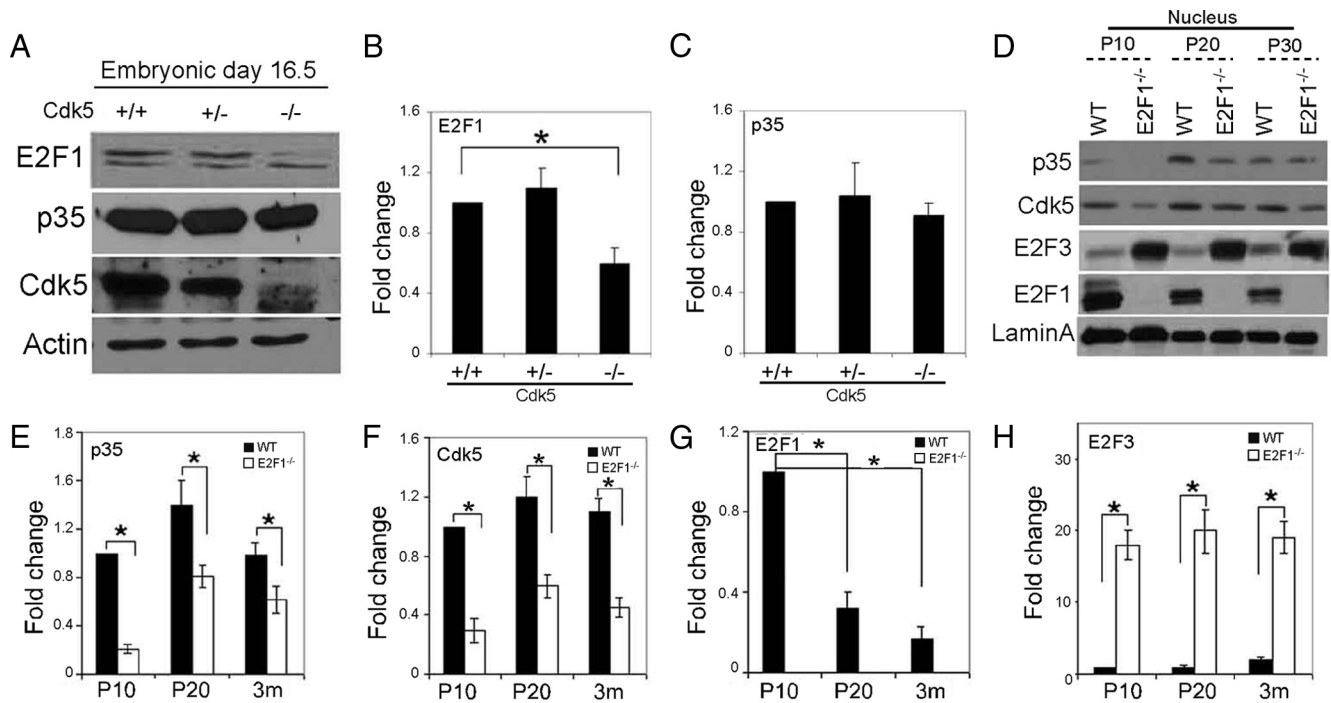 A
Embryonic day 16.5
Cdk5 +/+ +/- -/-
E2F1
p35
Cdk5
Actin
B
E2F1
*
Fold change
1.6
1.2
0.8
0.4
0
+/+ +/- -/-
Cdk5
C
p35
Fold change
1.6
1.2
0.8
0.4
0
+/+ +/- -/-
Cdk5
D
Nucleus
P10 P20 P30
WT E2F1-/- WT E2F1-/- WT E2F1-/-
p35
Cdk5
E2F3
E2F1
LaminA
E
p35
WT
E2F1-/-
* * *
Fold change
1.8
1.4
1.0
0.8
0.4
0
P10 P20 3m
F
Cdk5
WT
E2F1-/-
* * *
Fold change
1.6
1.2
0.8
0.4
0
P10 P20 3m
G
E2F1
WT
E2F1-/-
* *
Fold change
1.2
1.0
0.8
0.4
0
P10 P20 3m
H
E2F3
WT
E2F1-/-
* * *
Fold change
30
20
10
0
P10 P20 3m